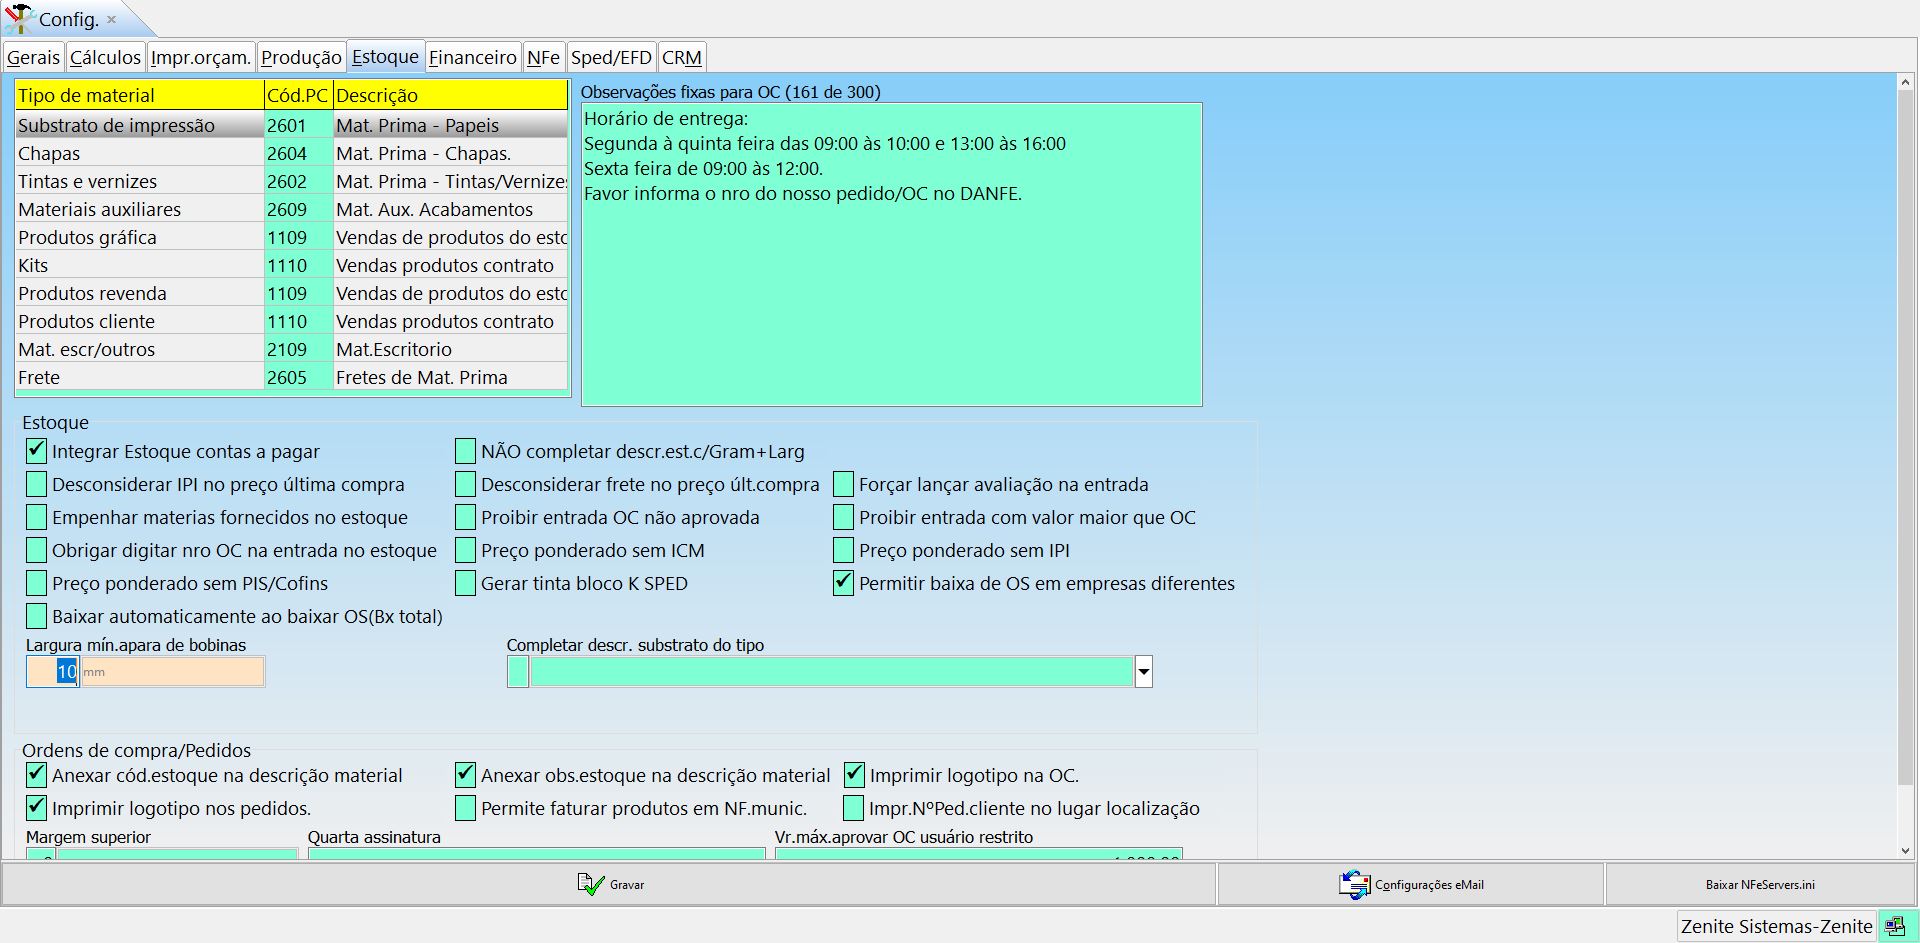 Config. ×
Gerais Cálculos Impr.orçam. Produção Estoque Financeiro NFe Sped/EFD CRM
Tipo de material Cód.PC Descrição
Substrato de impressão 2601 Mat. Prima - Papeis
Chapas 2604 Mat. Prima - Chapas.
Tintas e vernizes 2602 Mat. Prima - Tintas/Vernize
Materiais auxiliares 2609 Mat. Aux. Acabamentos
Produtos gráfica 1109 Vendas de produtos do esto
Kits 1110 Vendas produtos contrato
Produtos revenda 1109 Vendas de produtos do esto
Produtos cliente 1110 Vendas produtos contrato
Mat. escr/outros 2109 Mat.Escritorio
Frete 2605 Fretes de Mat. Prima
Observações fixas para OC (161 de 300)
Horário de entrega:
Segunda à quinta feira das 09:00 às 10:00 e 13:00 às 16:00
Sexta feira de 09:00 às 12:00.
Favor informa o nro do nosso pedido/OC no DANFE.
Estoque
Integrar Estoque contas a pagar NÃO completar descr.est.c/Gram+Larg
Desconsiderar IPI no preço última compra Desconsiderar frete no preço últ.compra Forçar lançar avaliação na entrada
Empenhar materias fornecidos no estoque Proibir entrada OC não aprovada Proibir entrada com valor maior que OC
Obrigar digitar nro OC na entrada no estoque Preço ponderado sem ICM Preço ponderado sem IPI
Preço ponderado sem PIS/Cofins Gerar tinta bloco K SPED Permitir baixa de OS em empresas diferentes
Baixar automaticamente ao baixar OS(Bx total)
Largura mín.apara de bobinas Completar descr. substrato do tipo
10 mm
Ordens de compra/Pedidos
Anexar cód.estoque na descrição material Anexar obs.estoque na descrição material Imprimir logotipo na OC.
Imprimir logotipo nos pedidos. Permite faturar produtos em NF.munic. Impr.NºPed.cliente no lugar localização
Margem superior Quarta assinatura Vr.máx.aprovar OC usuário restrito
Gravar Configurações eMail Baixar NFeServers.ini
Zenite Sistemas-Zenite